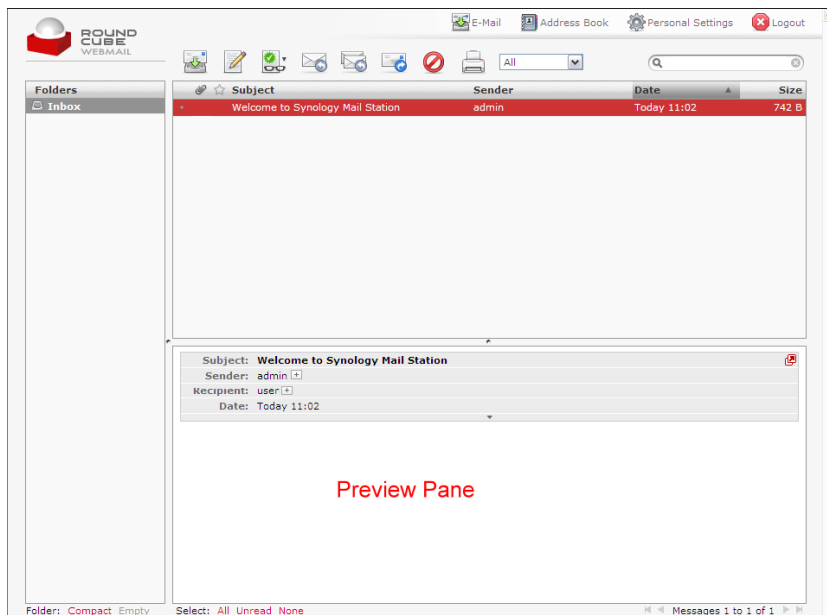 ROUND
CUBE
WEBMAIL
E-Mail Address Book Personal Settings Logout
All
Folders
Inbox
Subject Sender Date Size
Welcome to Synology Mail Station admin Today 11:02 742 B
Subject: Welcome to Synology Mail Station
Sender: admin
Recipient: user
Date: Today 11:02
Preview Pane
Folder: Compact Empty Select: All Unread None Messages 1 to 1 of 1